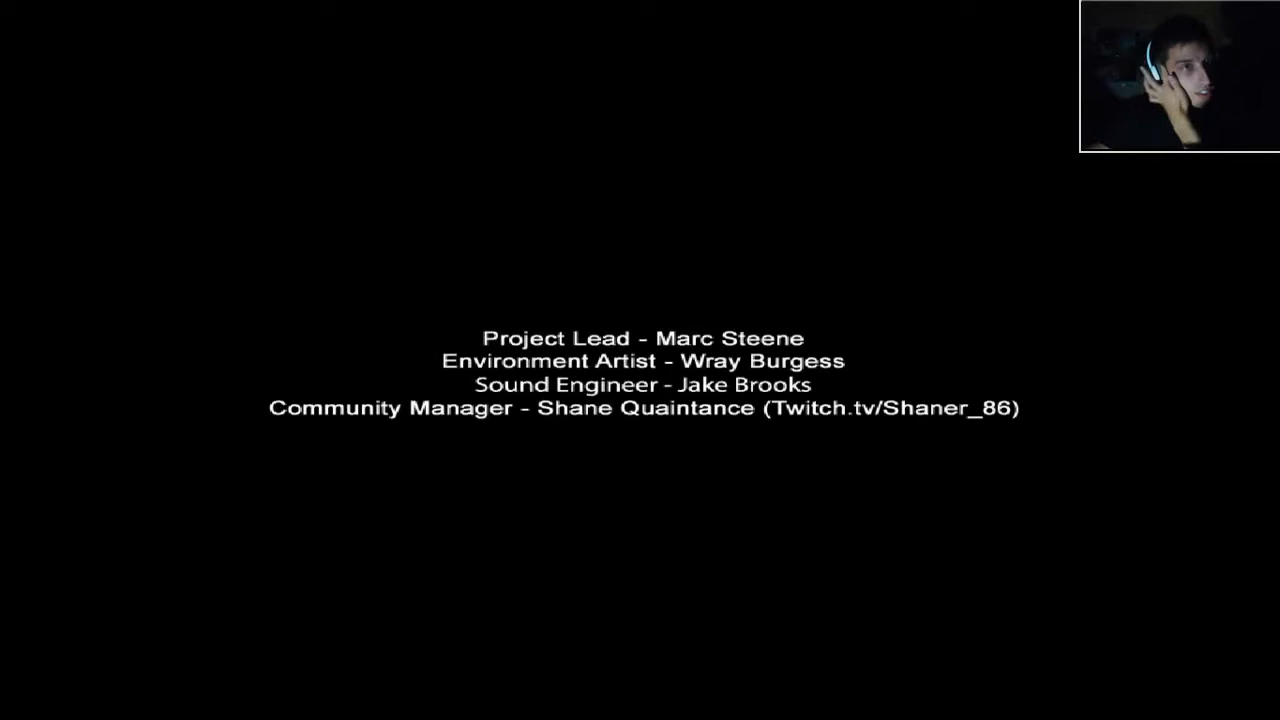 Project Lead - Marc Steene
Environment Artist - Wray Burgess
Sound Engineer - Jake Brooks
Community Manager - Shane Quaintance (Twitch.tv/Shaner_86)